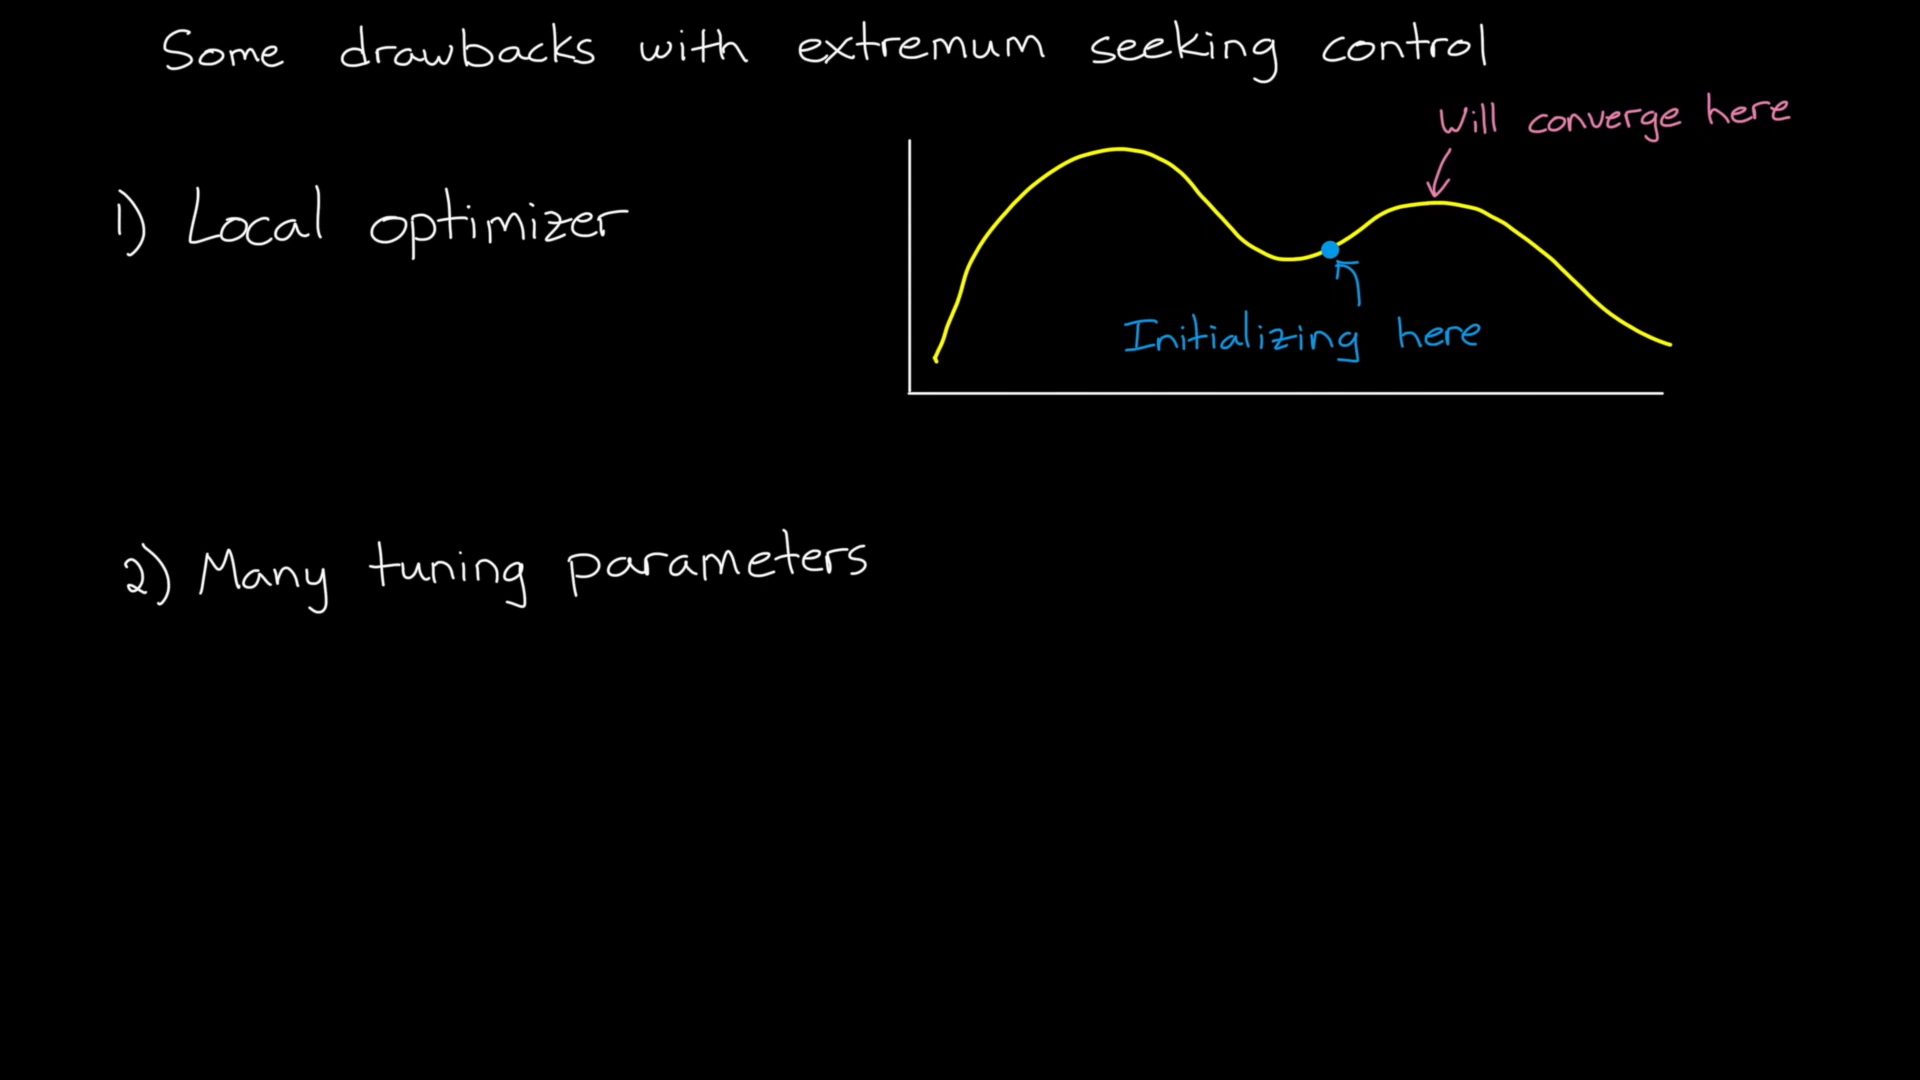 Some drawbacks with extremum seeking control
Will converge here
1) Local optimizer
Initializing here
2) Many tuning parameters